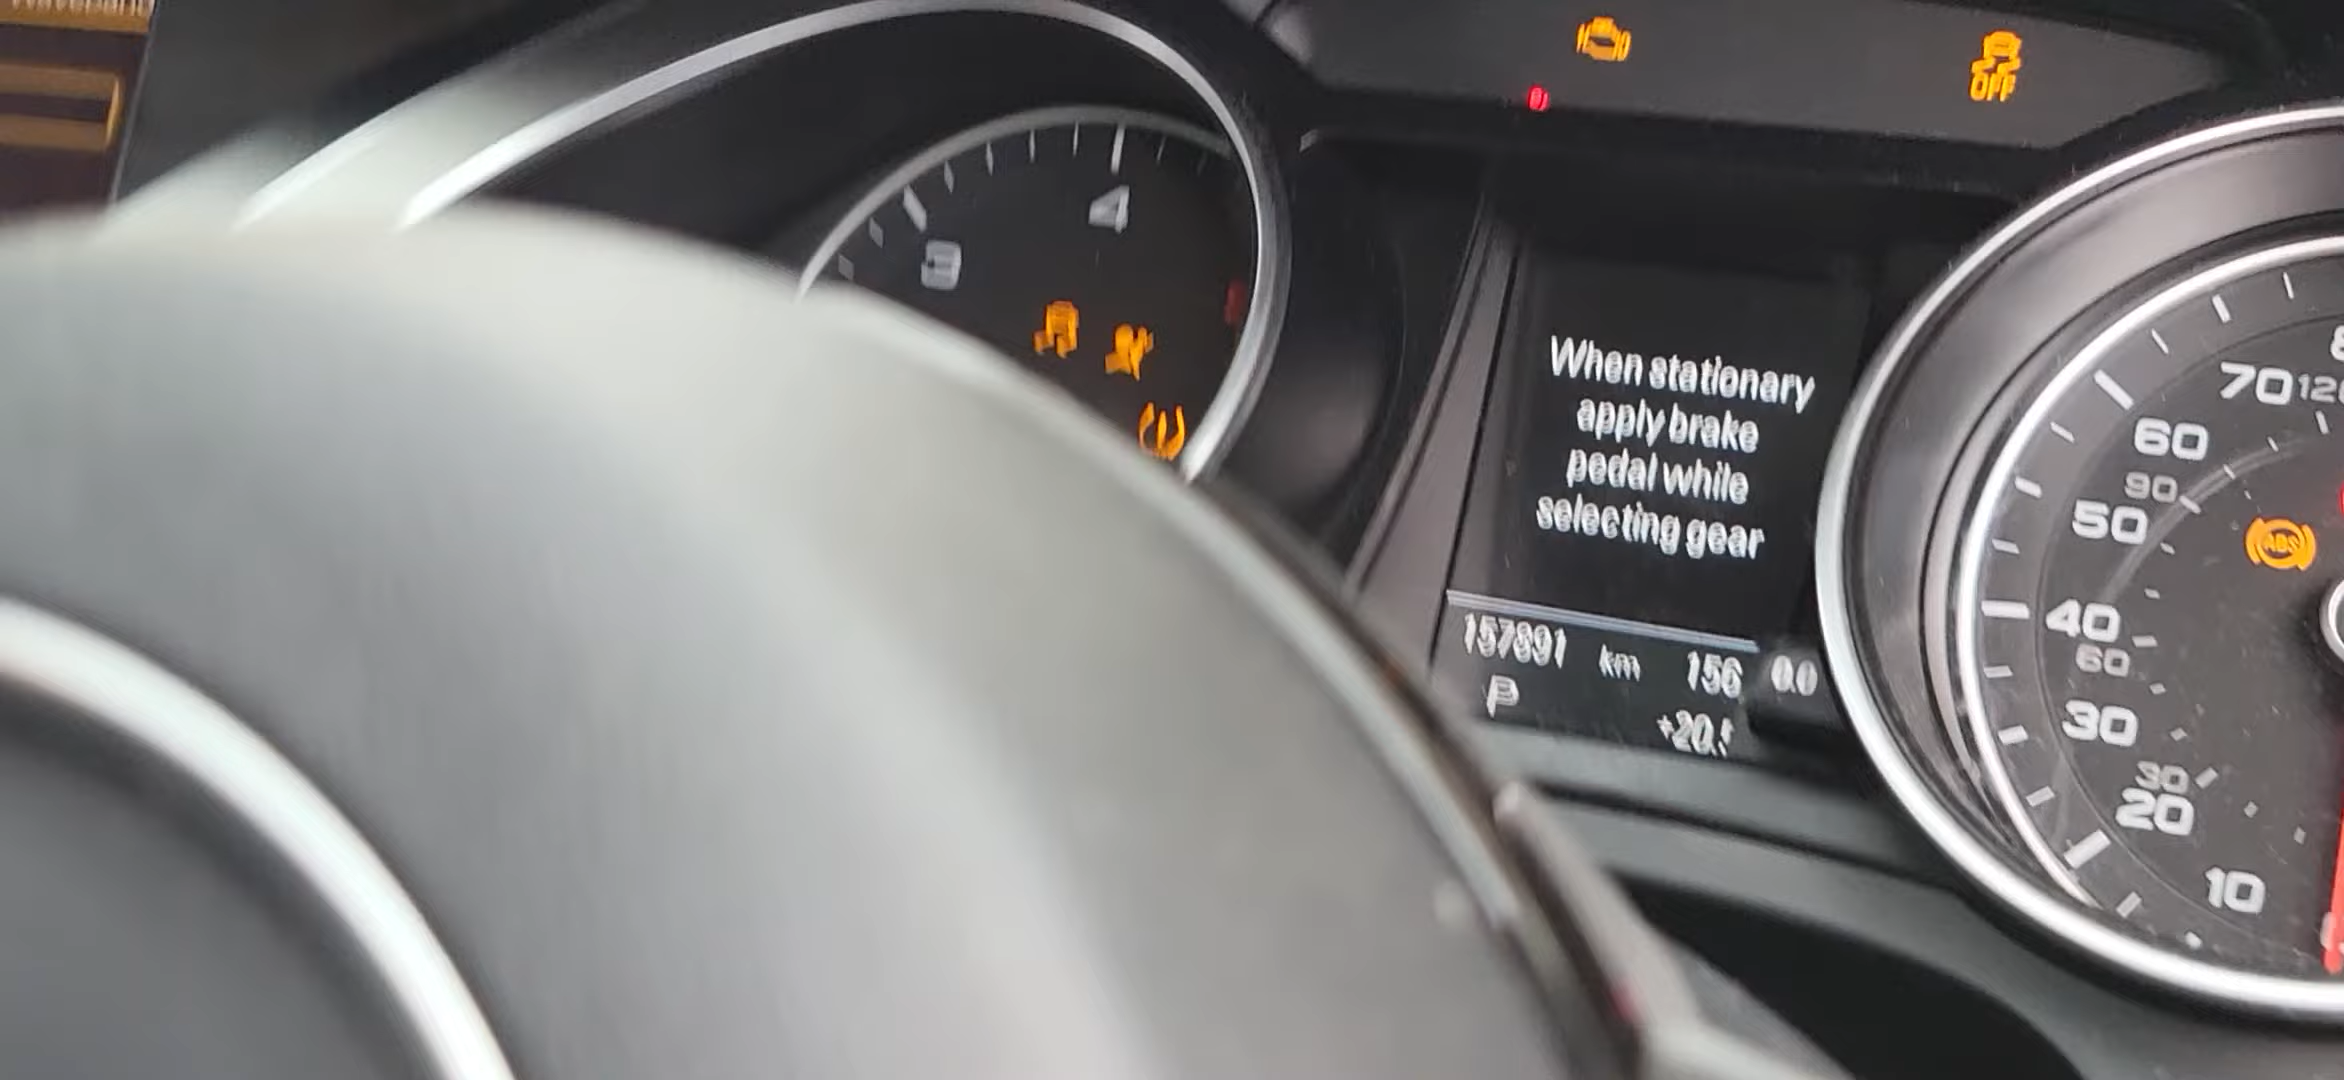 OFF
3
4
When stationary
apply brake
pedal while
selecting gear
157891 km 156 0.0
P
70
120
60
90
50
ABS
40
60
30
30
20
10